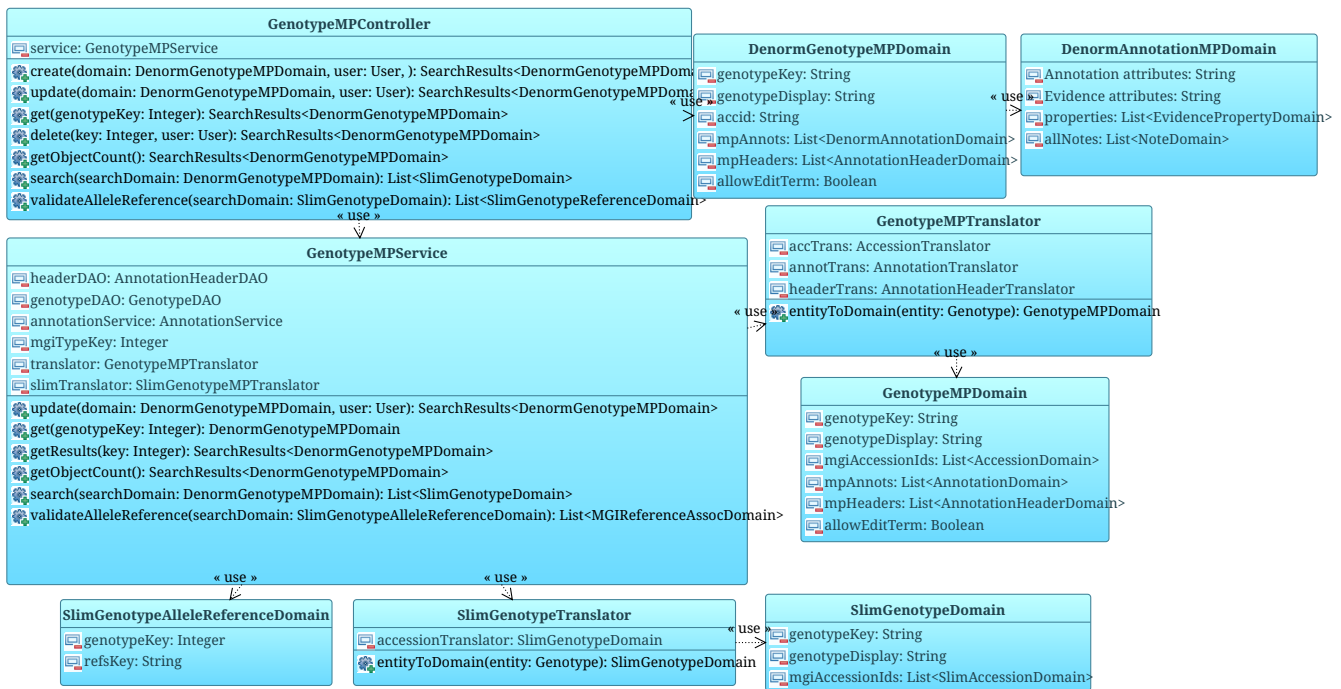 GenotypeMPController
service: GenotypeMPService
create(domain: DenormGenotypeMPDomain, user: User, ): SearchResults<DenormGenotypeMPDoma
update(domain: DenormGenotypeMPDomain, user: User): SearchResults<DenormGenotypeMPDoma
get(genotypeKey: Integer): SearchResults<DenormGenotypeMPDomain>
delete(key: Integer, user: User): SearchResults<DenormGenotypeMPDomain>
getObjectCount(): SearchResults<DenormGenotypeMPDomain>
search(searchDomain: DenormGenotypeMPDomain): List<SlimGenotypeDomain>
validateAlleleReference(searchDomain: SlimGenotypeDomain): List<SlimGenotypeReferenceDomain>
« use »
DenormGenotypeMPDomain
genotypeKey: String
genotypeDisplay: String
accid: String
mpAnnots: List<DenormAnnotationDomain>
mpHeaders: List<AnnotationHeaderDomain>
allowEditTerm: Boolean
« use »
DenormAnnotationMPDomain
Annotation attributes: String
Evidence attributes: String
properties: List<EvidencePropertyDomain>
allNotes: List<NoteDomain>
« use »
GenotypeMPService
headerDAO: AnnotationHeaderDAO
genotypeDAO: GenotypeDAO
annotationService: AnnotationService
mgiTypeKey: Integer
translator: GenotypeMPTranslator
slimTranslator: SlimGenotypeMPTranslator
update(domain: DenormGenotypeMPDomain, user: User): SearchResults<DenormGenotypeMPDomain>
get(genotypeKey: Integer): DenormGenotypeMPDomain
getResults(key: Integer): SearchResults<DenormGenotypeMPDomain>
getObjectCount(): SearchResults<DenormGenotypeMPDomain>
search(searchDomain: DenormGenotypeMPDomain): List<SlimGenotypeDomain>
validateAlleleReference(searchDomain: SlimGenotypeAlleleReferenceDomain): List<MGIReferenceAssocDomain>
« use »
GenotypeMPTranslator
accTrans: AccessionTranslator
annotTrans: AnnotationTranslator
headerTrans: AnnotationHeaderTranslator
entityToDomain(entity: Genotype): GenotypeMPDomain
« use »
GenotypeMPDomain
genotypeKey: String
genotypeDisplay: String
mgiAccessionIds: List<AccessionDomain>
mpAnnots: List<AnnotationDomain>
mpHeaders: List<AnnotationHeaderDomain>
allowEditTerm: Boolean
« use »
« use »
SlimGenotypeAlleleReferenceDomain
genotypeKey: Integer
refsKey: String
SlimGenotypeTranslator
accessionTranslator: SlimGenotypeDomain
entityToDomain(entity: Genotype): SlimGenotypeDomain
« use »
SlimGenotypeDomain
genotypeKey: String
genotypeDisplay: String
mgiAccessionIds: List<SlimAccessionDomain>